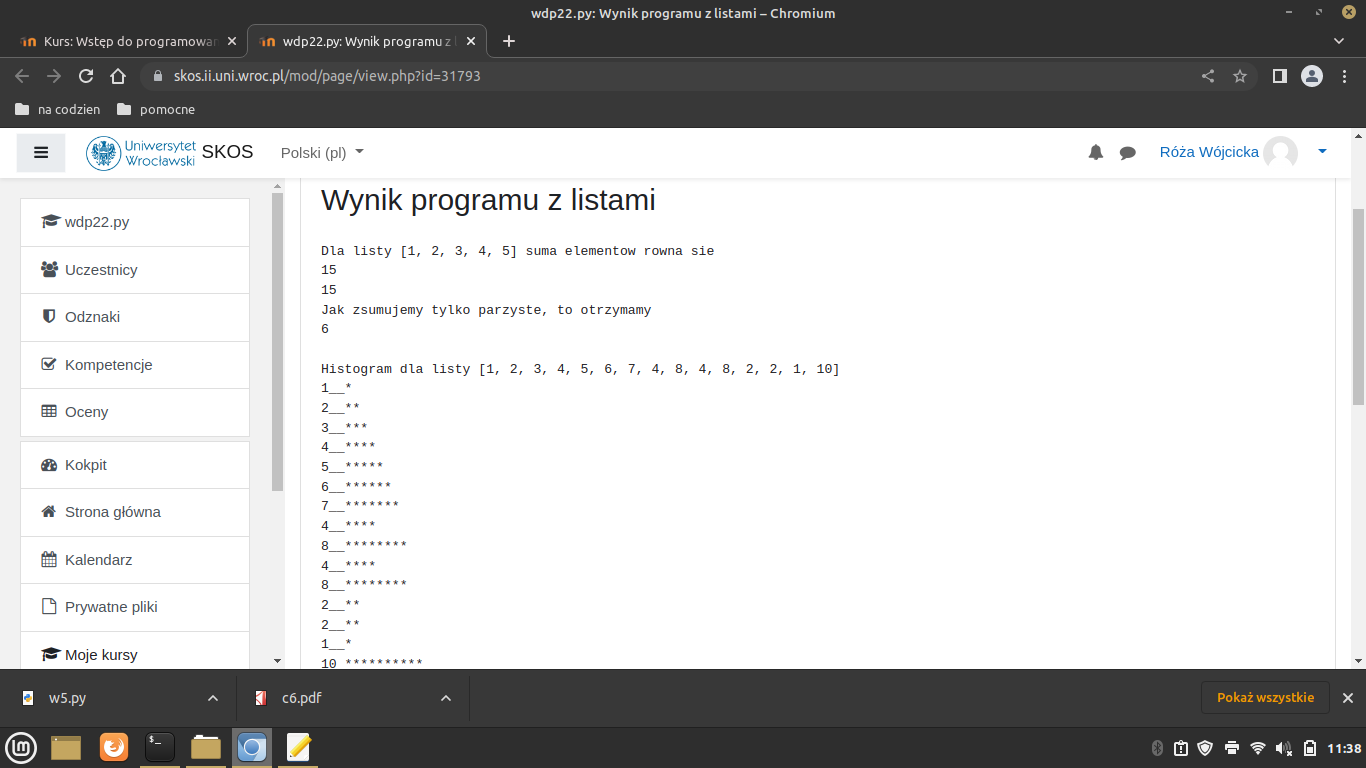 wdp22.py: Wynik programu z listami – Chromium
Kurs: Wstęp do programowan
wdp22.py: Wynik programu z l
skos.ii.uni.wroc.pl/mod/page/view.php?id=31793
na codzien
pomocne
Uniwersytet
Wrocławski
SKOS
Polski (pl)
Róża Wójcicka
wdp22.py
Uczestnicy
Odznaki
Kompetencje
Oceny
Kokpit
Strona główna
Kalendarz
Prywatne pliki
Moje kursy
Wynik programu z listami
Dla listy [1, 2, 3, 4, 5] suma elementow rowna sie
15
15
Jak zsumujemy tylko parzyste, to otrzymamy
6
Histogram dla listy [1, 2, 3, 4, 5, 6, 7, 4, 8, 4, 8, 2, 2, 1, 10]
1__*
2__**
3__***
4__****
5__*****
6__******
7__*******
4__****
8__********
4__****
8__********
2__**
2__**
1__*
10_**********
w5.py
c6.pdf
Pokaż wszystkie
11:38